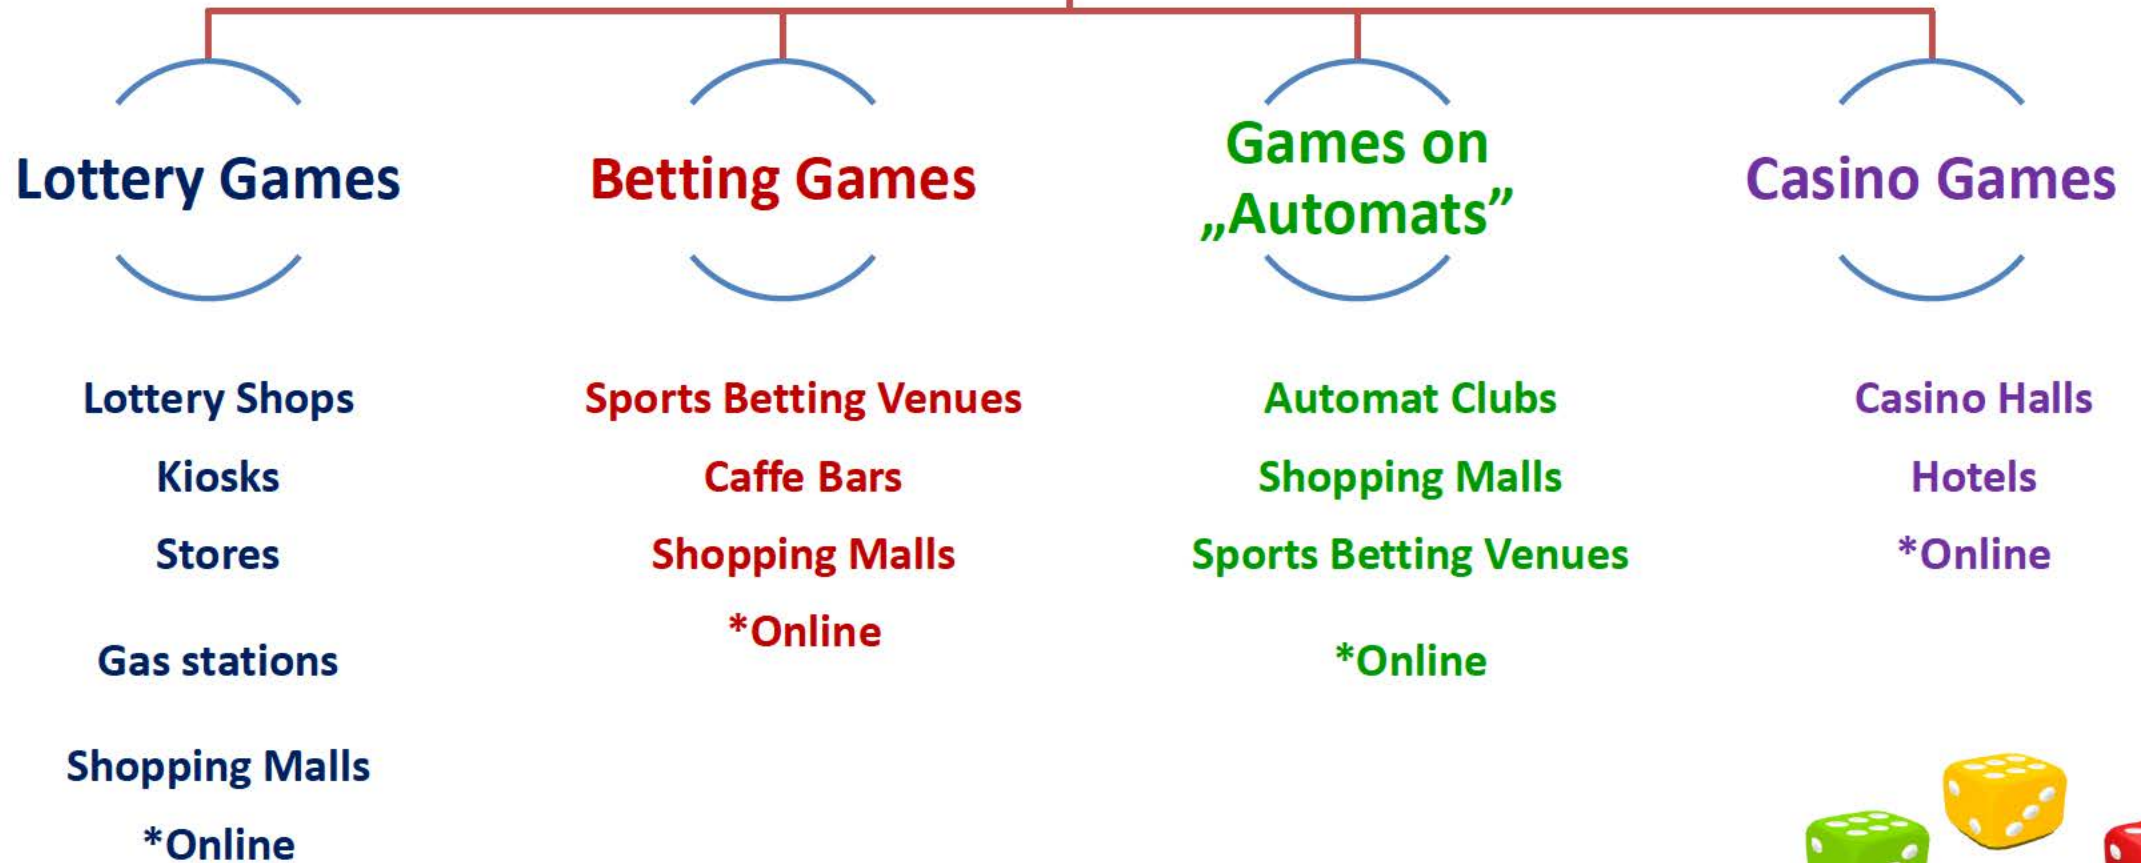 Lottery Games
Lottery Shops
Kiosks
Stores
Gas stations
Shopping Malls
*Online
Betting Games
Sports Betting Venues
Caffe Bars
Shopping Malls
*Online
Games on
„Automats”
Automat Clubs
Shopping Malls
Sports Betting Venues
*Online
Casino Games
Casino Halls
Hotels
*Online